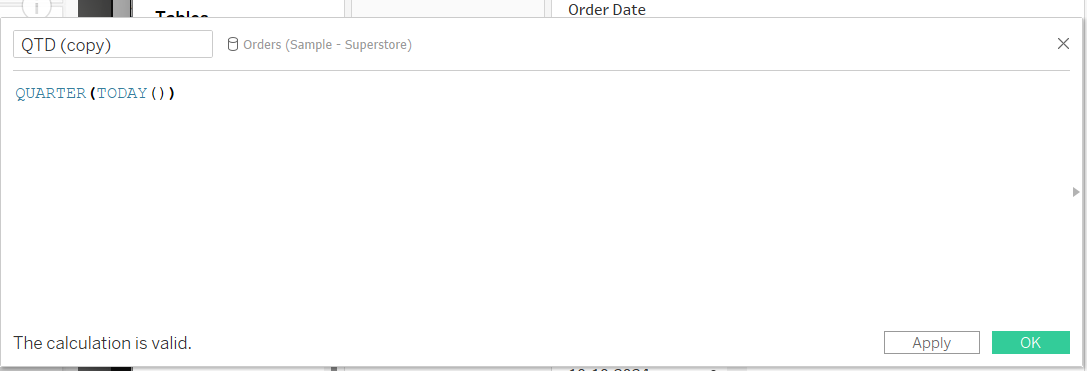 Order Date
Tables
QTD (copy)
Orders (Sample - Superstore)
QUARTER(TODAY())
The calculation is valid.
Apply
OK